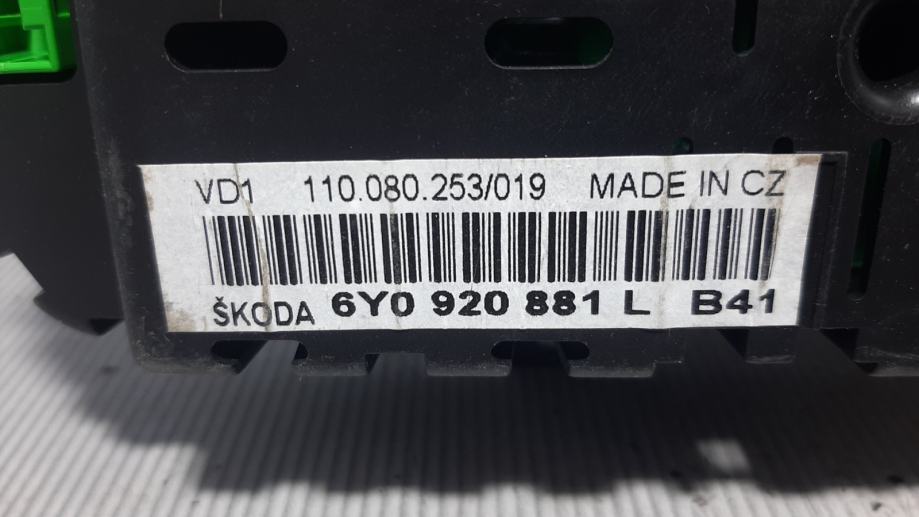 VD1 110.080.253/019 MADE IN CZ
ŠKODA 6Y0 920 881 L B41